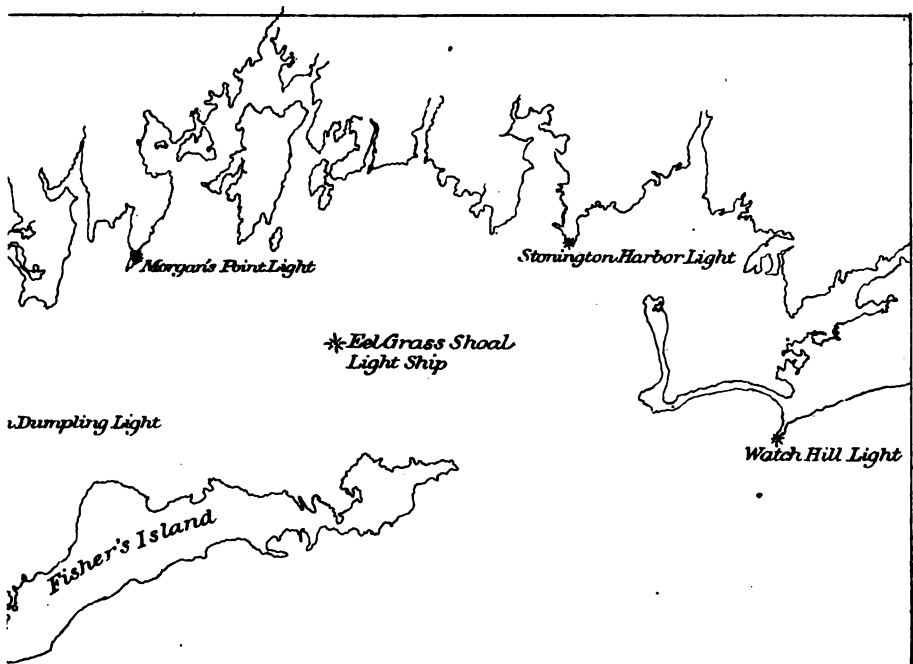 Morgan's Point Light
Stonington Harbor Light
Eel Grass Shoal
Light Ship
Dumpling Light
Watch Hill Light
Fisher's Island